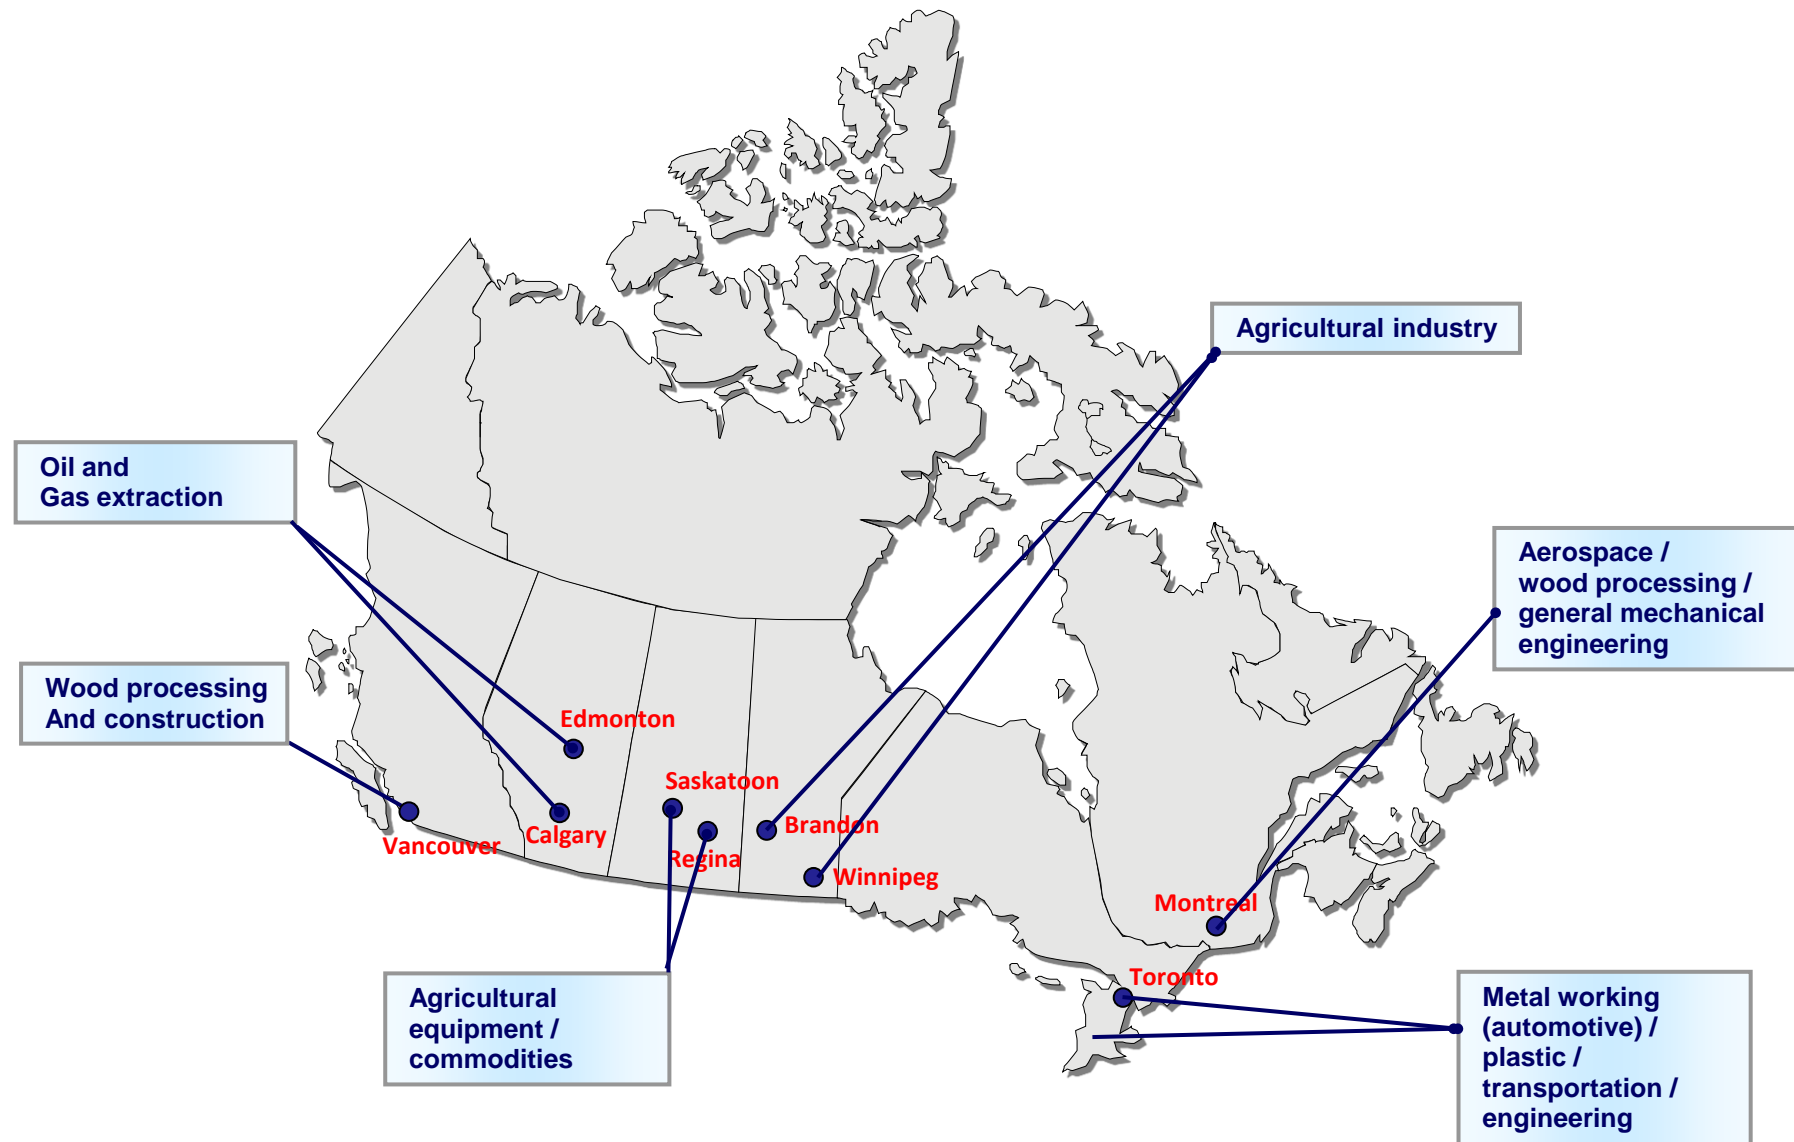 Agricultural industry
Oil and
Gas extraction
Aerospace /
wood processing /
general mechanical
engineering
Wood processing
And construction
Edmonton
Saskatoon
Brandon
Calgary
Vancouver
Regina
Winnipeg
Montreal
Toronto
Agricultural
equipment /
commodities
Metal working
(automotive) /
plastic /
transportation /
engineering